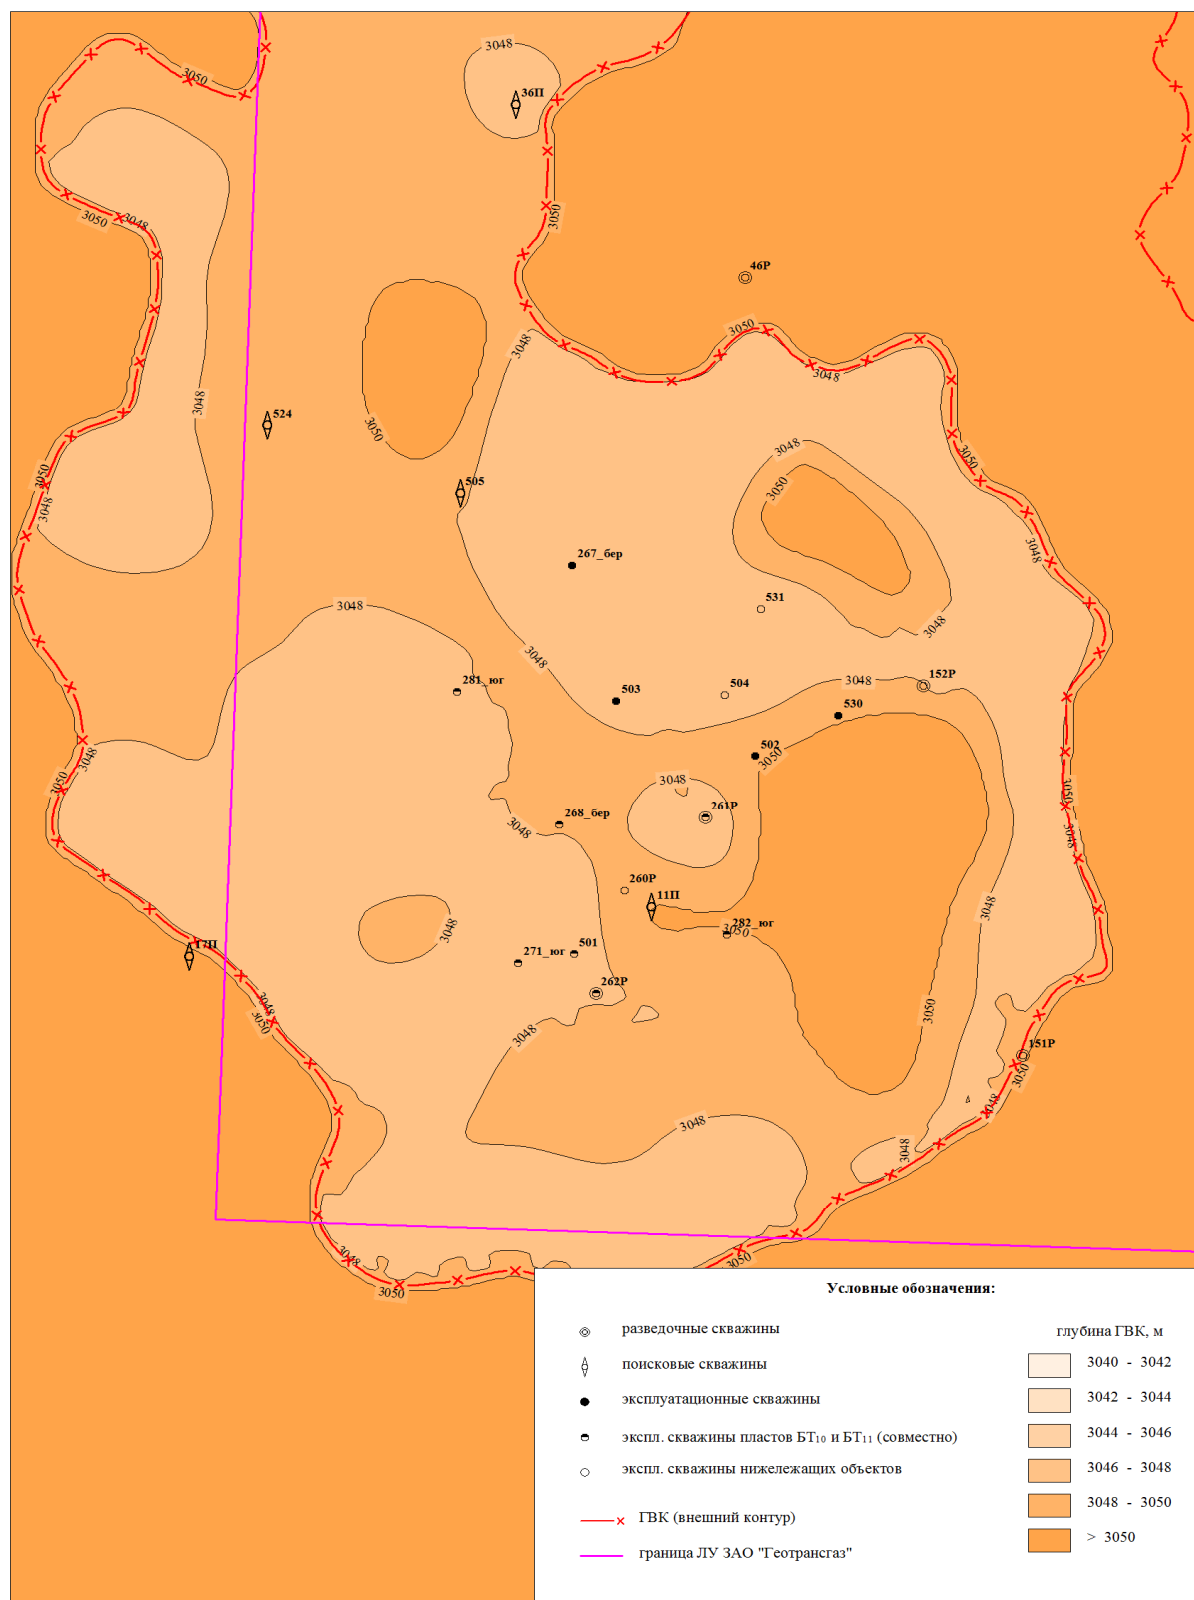 3048
36П
3050
3050
3048
3050
46Р
3050
3048
3048
3048
524
3050
3048
3050
505
3050
3050
3048
3048
267_бер
531
3048
3048
3048
281_юг
503
504
3048
152Р
530
502
3050
3048
3050
3048
261Р
268_бер
3048
3050
3048
260Р
11П
282_юг
3050
3048
3048
17П
271_юг
501
262Р
3048
3050
3048
3050
151Р
3050
3048
3048
3048
3048
3050
3050
Условные обозначения:
разведочные скважины
поисковые скважины
эксплуатационные скважины
экспл. скважины пластов БТ₁₀ и БТ₁₁ (совместно)
экспл. скважины нижележащих объектов
ГВК (внешний контур)
граница ЛУ ЗАО "Геотрансгаз"
глубина ГВК, м
3040 - 3042
3042 - 3044
3044 - 3046
3046 - 3048
3048 - 3050
> 3050